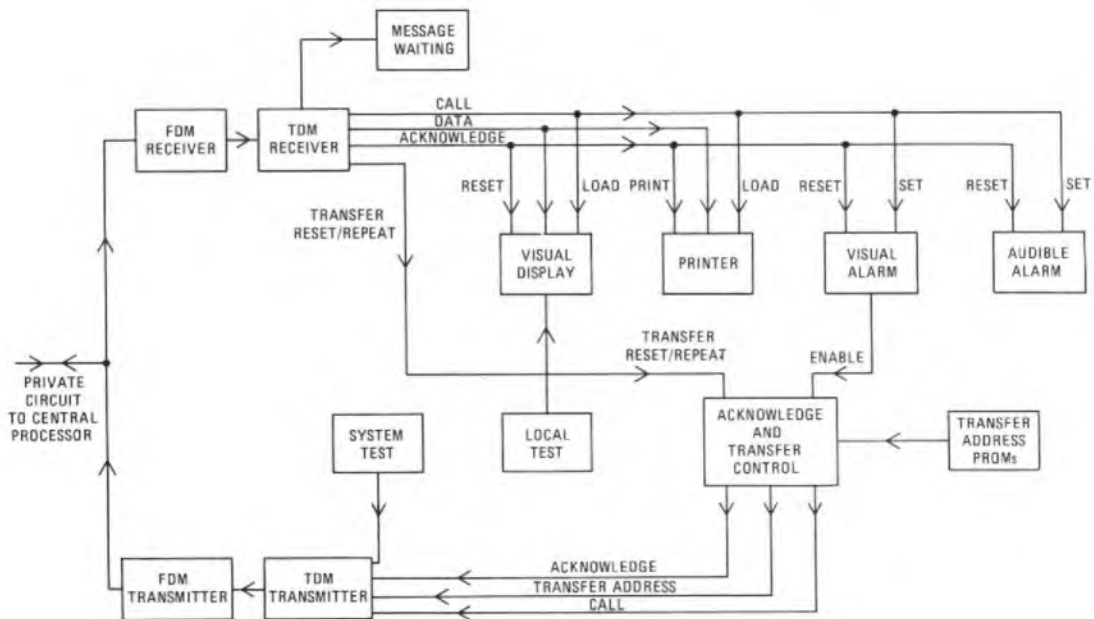 MESSAGE
WAITING
FDM
RECEIVER
TDM
RECEIVER
CALL
DATA
ACKNOWLEDGE
RESET
LOAD
PRINT
LOAD
RESET
SET
RESET
SET
TRANSFER
RESET/REPEAT
VISUAL
DISPLAY
PRINTER
VISUAL
ALARM
AUDIBLE
ALARM
TRANSFER
RESET/REPEAT
ENABLE
PRIVATE
CIRCUIT
TO CENTRAL
PROCESSOR
SYSTEM
TEST
LOCAL
TEST
ACKNOWLEDGE
AND
TRANSFER
CONTROL
TRANSFER
ADDRESS
PROMs
FDM
TRANSMITTER
TDM
TRANSMITTER
ACKNOWLEDGE
TRANSFER ADDRESS
CALL